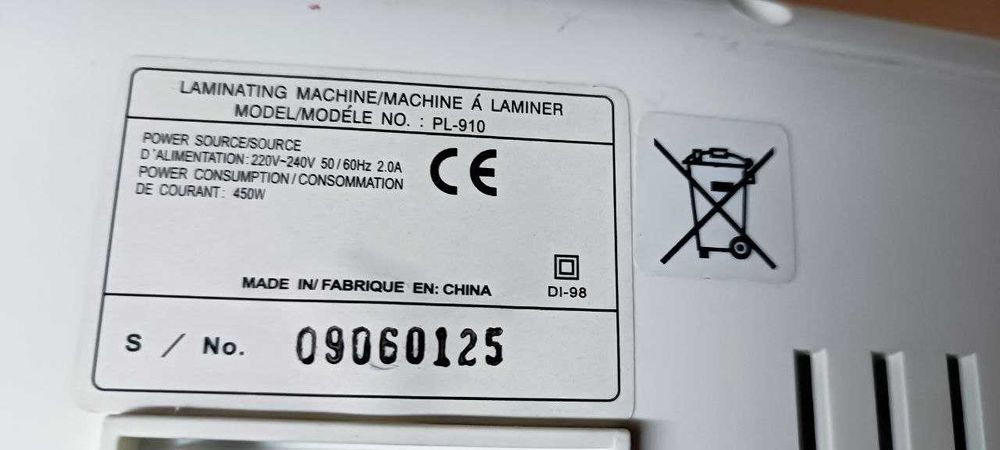 LAMINATING MACHINE/MACHINE Á LAMINER
MODEL/MODÉLE NO. : PL-910
POWER SOURCE/SOURCE
D'ALIMENTATION: 220V~240V 50/60Hz 2.0A
POWER CONSUMPTION/CONSOMMATION
DE COURANT: 450W
CE
MADE IN/FABRIQUE EN: CHINA
DI-98
S / No. 09060125